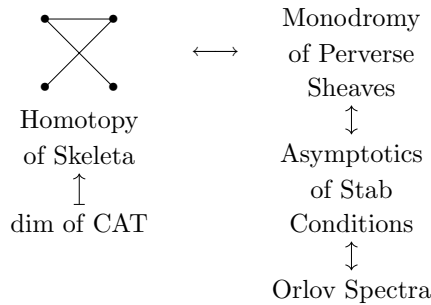 Homotopy
of Skeleta
dim of CAT
Monodromy
of Perverse
Sheaves
Asymptotics
of Stab
Conditions
Orlov Spectra